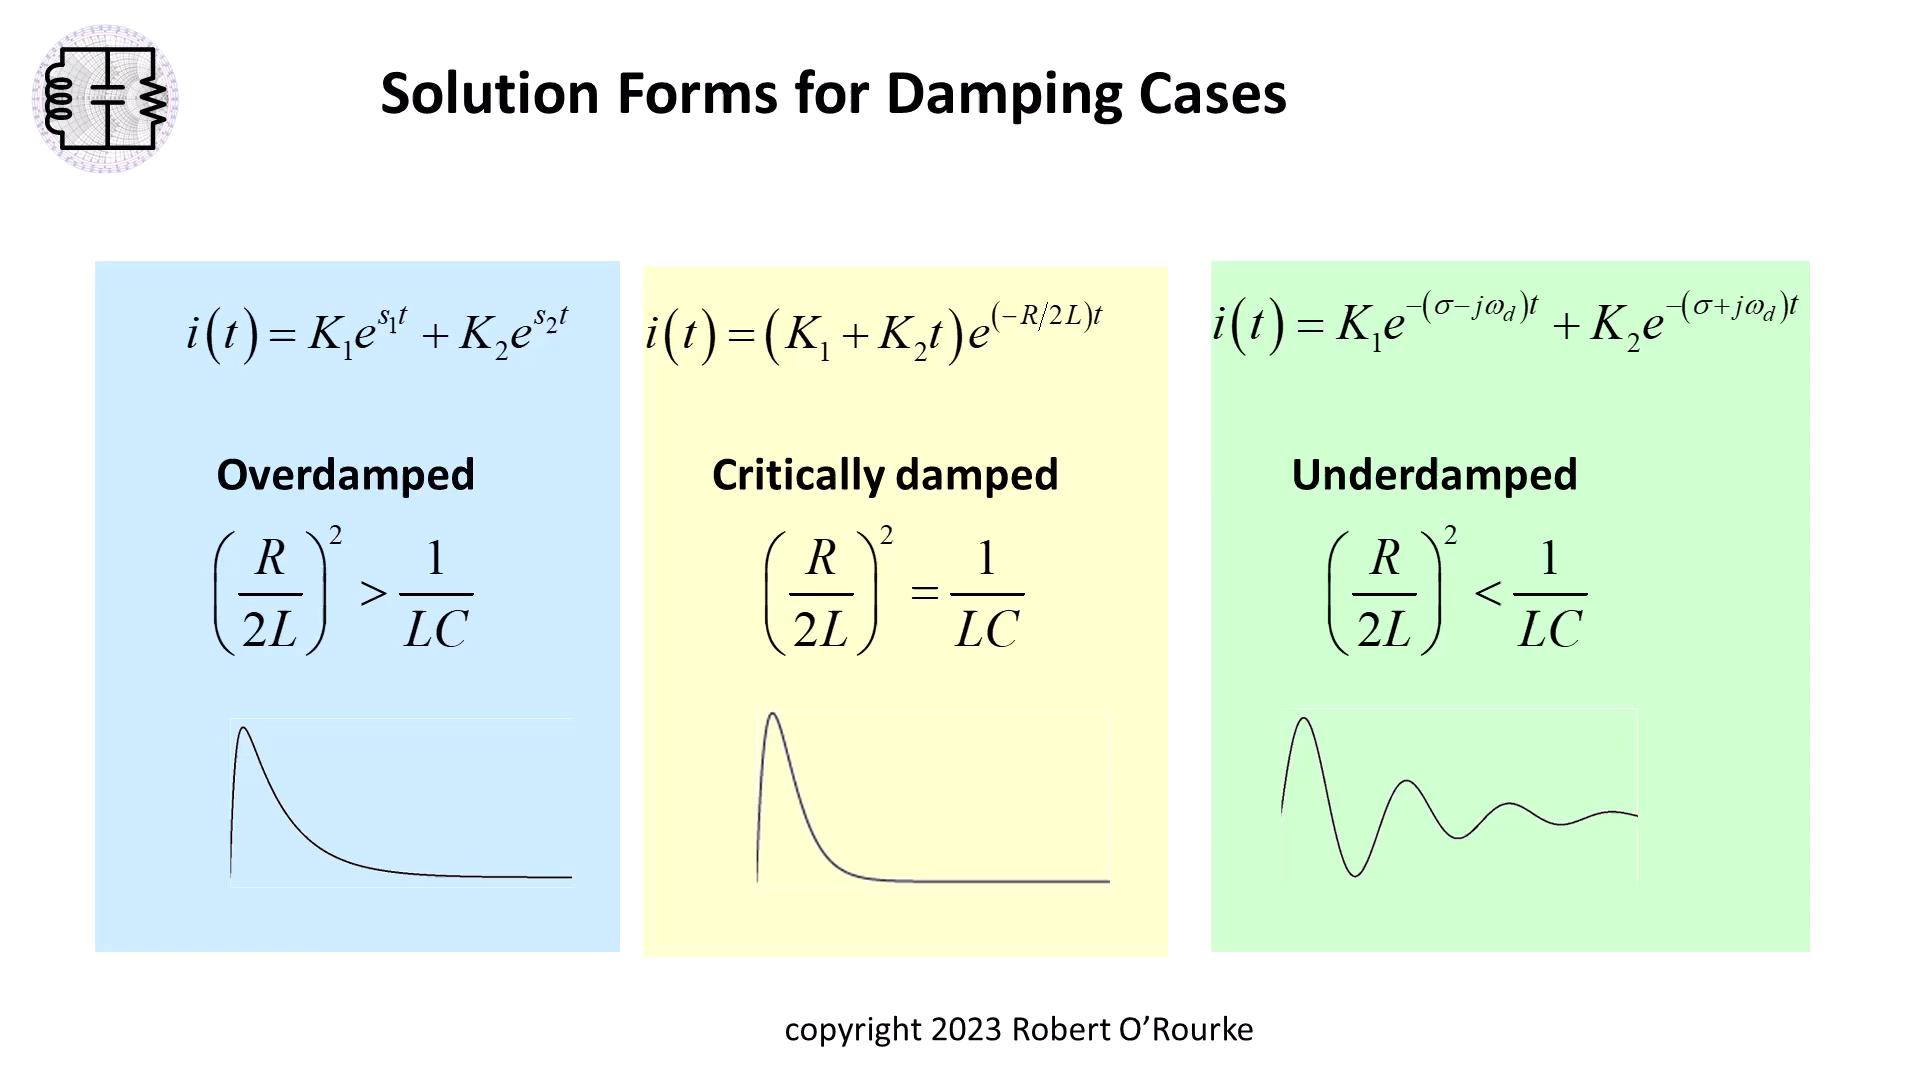 Solution Forms for Damping Cases
i(t) = K₁e^(s₁t) + K₂e^(s₂t)
Overdamped
(R/2L)² > 1/LC
i(t) = (K₁ + K₂t)e^((−R/2L)t)
Critically damped
(R/2L)² = 1/LC
i(t) = K₁e^(−(σ−jω_d)t) + K₂e^(−(σ+jω_d)t)
Underdamped
(R/2L)² < 1/LC
copyright 2023 Robert O’Rourke